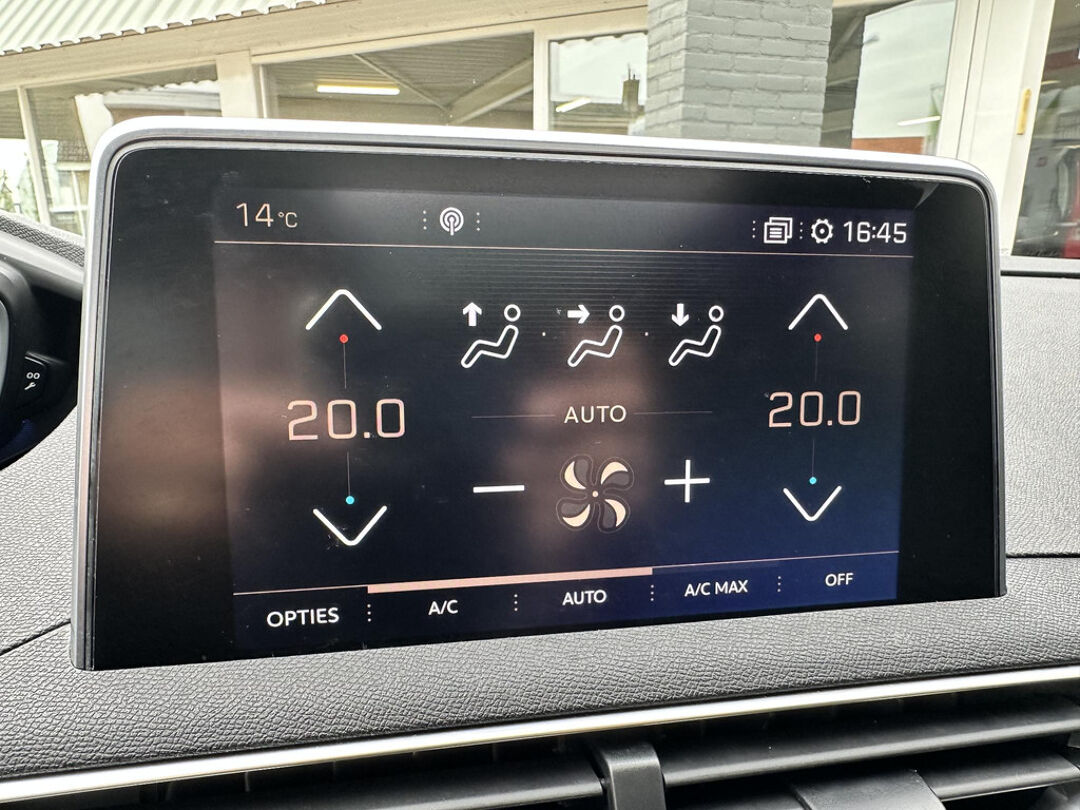 14°C 16:45
20.0 20.0
AUTO
OPTIES A/C AUTO A/C MAX OFF